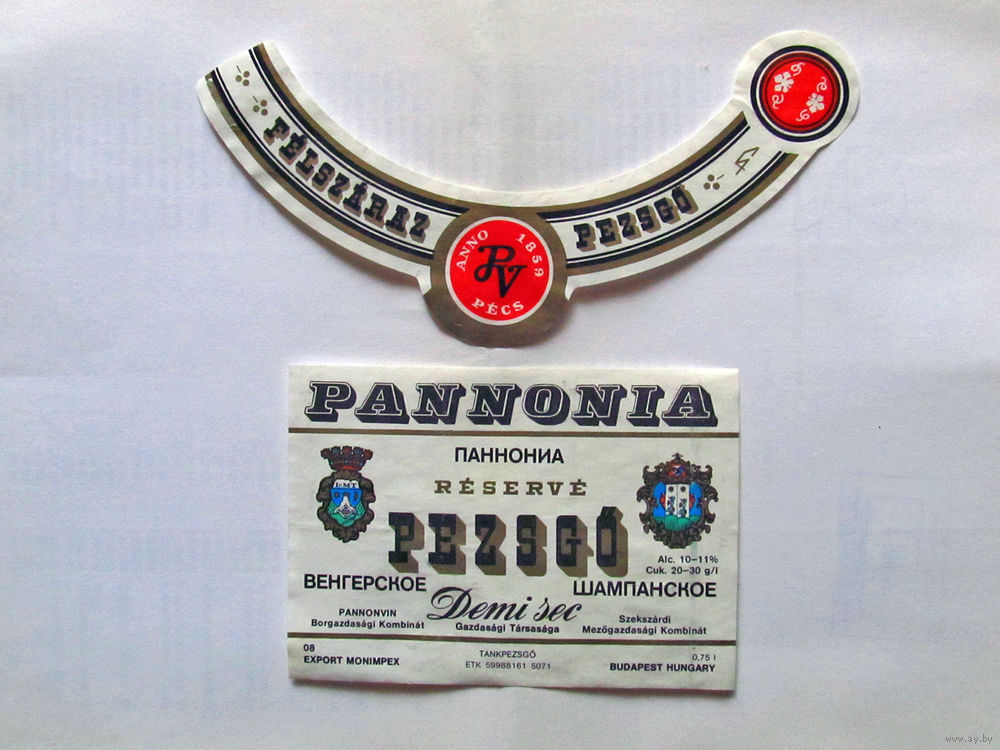 FÉLSZÁRAZ PEZSGŐ
ANNO 1859
PV
PÉCS
PANNONIA
ПАННОНИА
RÉSERVÉ
PEZSGŐ
Alc. 10-11%
Cuk. 20-30 g/l
ВЕНГЕРСКОЕ ШАМПАНСКОЕ
Demi sec
PANNONVIN
Borgazdasági Kombinát
Gazdasági Társasága
Szekszárdi
Mezőgazdasági Kombinát
08
EXPORT MONIMPEX
TANKPEZSGŐ
ETK 59988161 5071
0,75 l
BUDAPEST HUNGARY
www.ay.by